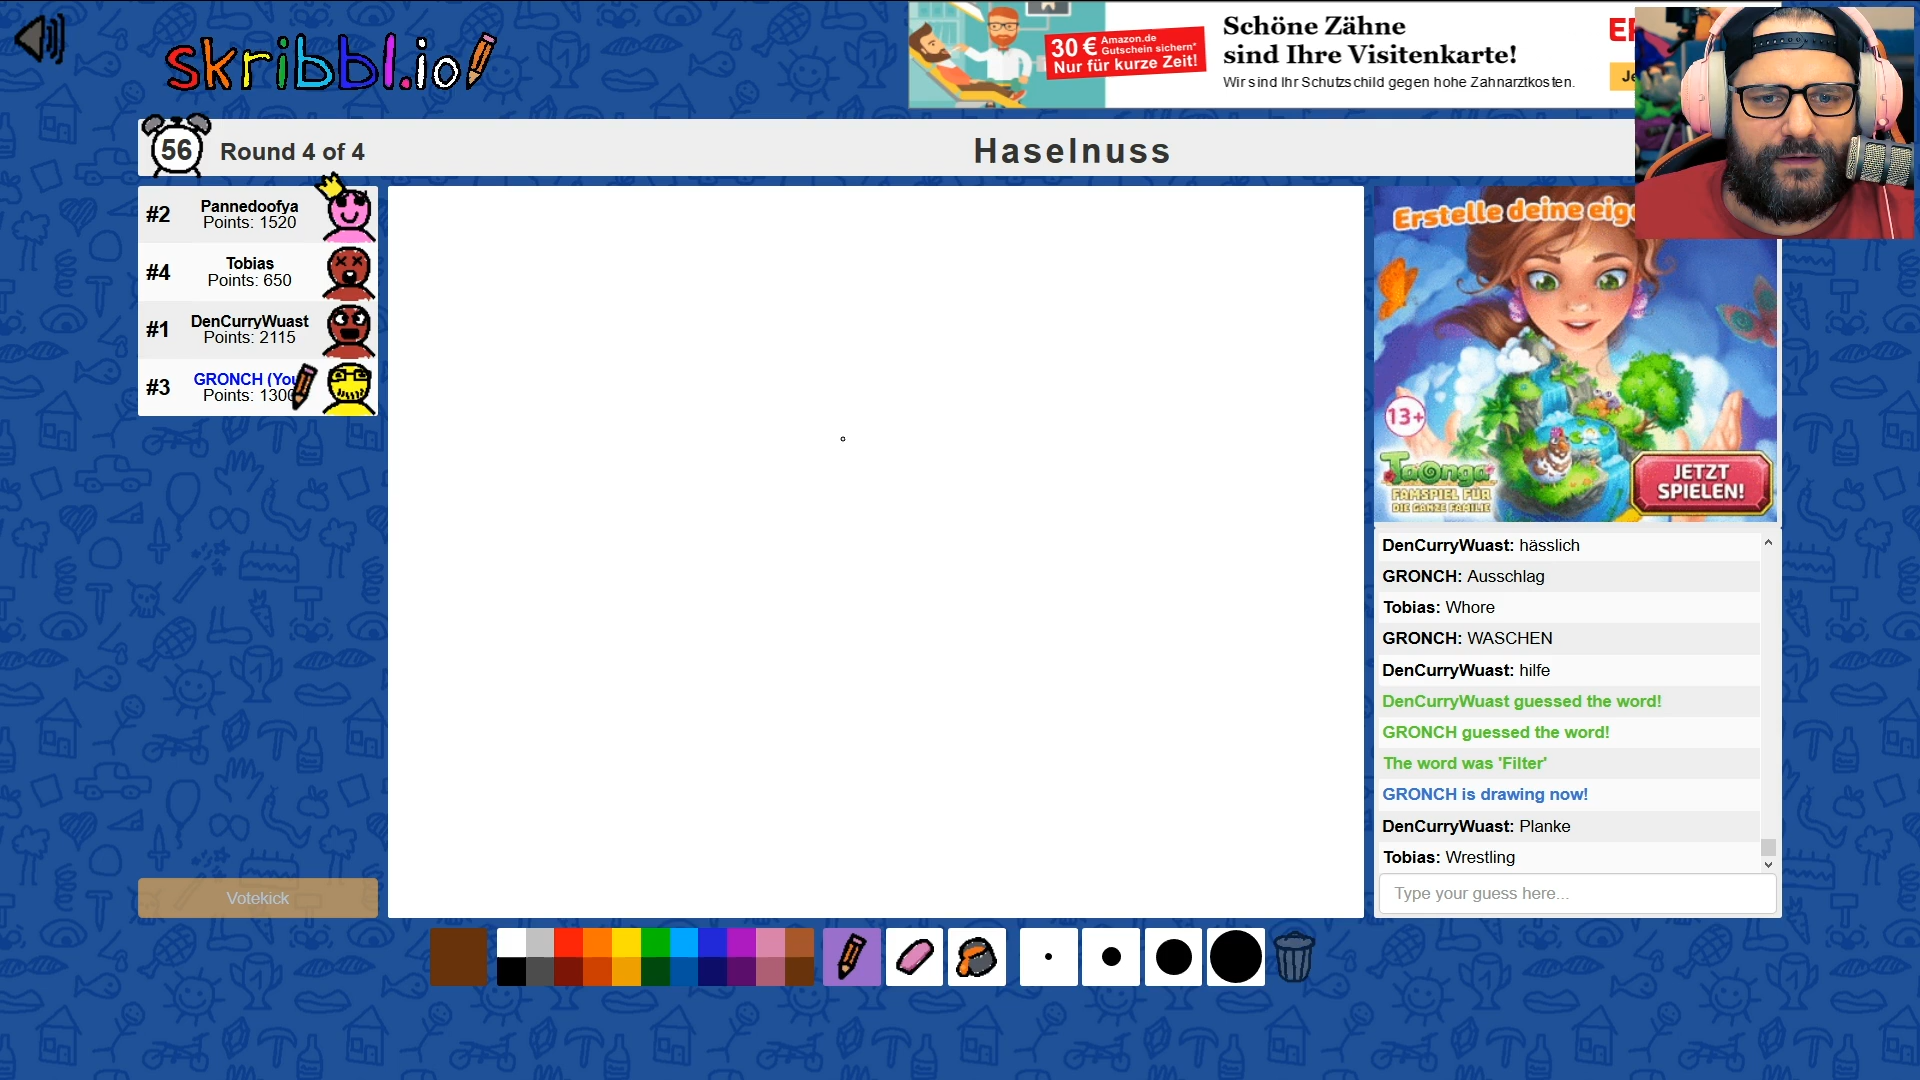 skribbl.io
30 € Amazon.de Gutschein sichern*
Nur für kurze Zeit!
Schöne Zähne
sind Ihre Visitenkarte!
Wir sind Ihr Schutzschild gegen hohe Zahnarztkosten.
56
Round 4 of 4
Haselnuss
#2
Pannedoofya
Points: 1520
#4
Tobias
Points: 650
#1
DenCurryWuast
Points: 2115
#3
GRONCH (You
Points: 1300
Votekick
Erstelle deine eig
13+
Taonga
FARMSPIEL FÜR
DIE GANZE FAMILIE
JETZT
SPIELEN!
DenCurryWuast: hässlich
GRONCH: Ausschlag
Tobias: Whore
GRONCH: WASCHEN
DenCurryWuast: hilfe
DenCurryWuast guessed the word!
GRONCH guessed the word!
The word was 'Filter'
GRONCH is drawing now!
DenCurryWuast: Planke
Tobias: Wrestling
Type your guess here...